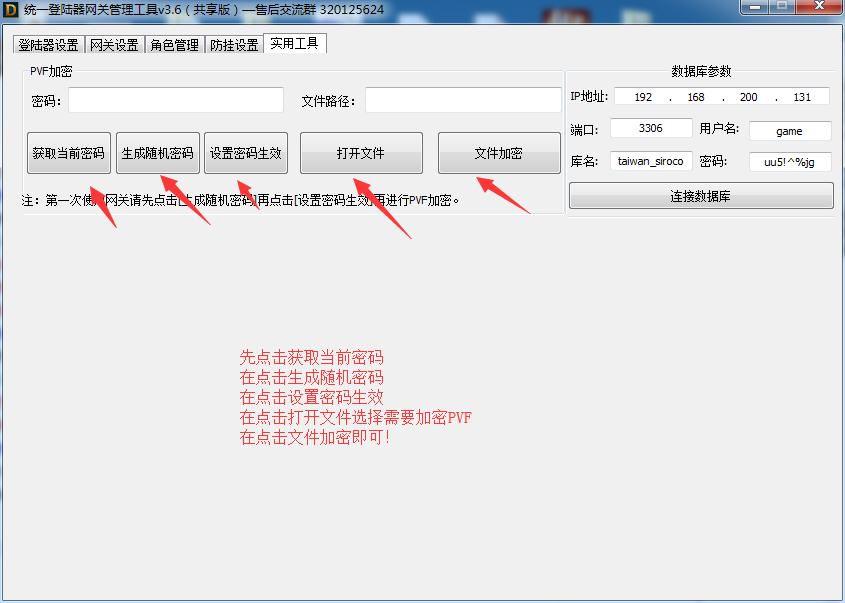 统一登陆器网关管理工具v3.6（共享版）—售后交流群 320125624
登陆器设置 网关设置 角色管理 防挂设置 实用工具
PVF加密
密码：
文件路径：
获取当前密码 生成随机密码 设置密码生效 打开文件 文件加密
注：第一次使用网关请先点击[生成随机密码]再点击[设置密码生效]再进行PVF加密。
数据库参数
IP地址: 192 . 168 . 200 . 131
端口: 3306 用户名: game
库名: taiwan_siroco 密码: uu5!^%jg
连接数据库
先点击获取当前密码
在点击生成随机密码
在点击设置密码生效
在点击打开文件选择需要加密PVF
在点击文件加密即可!